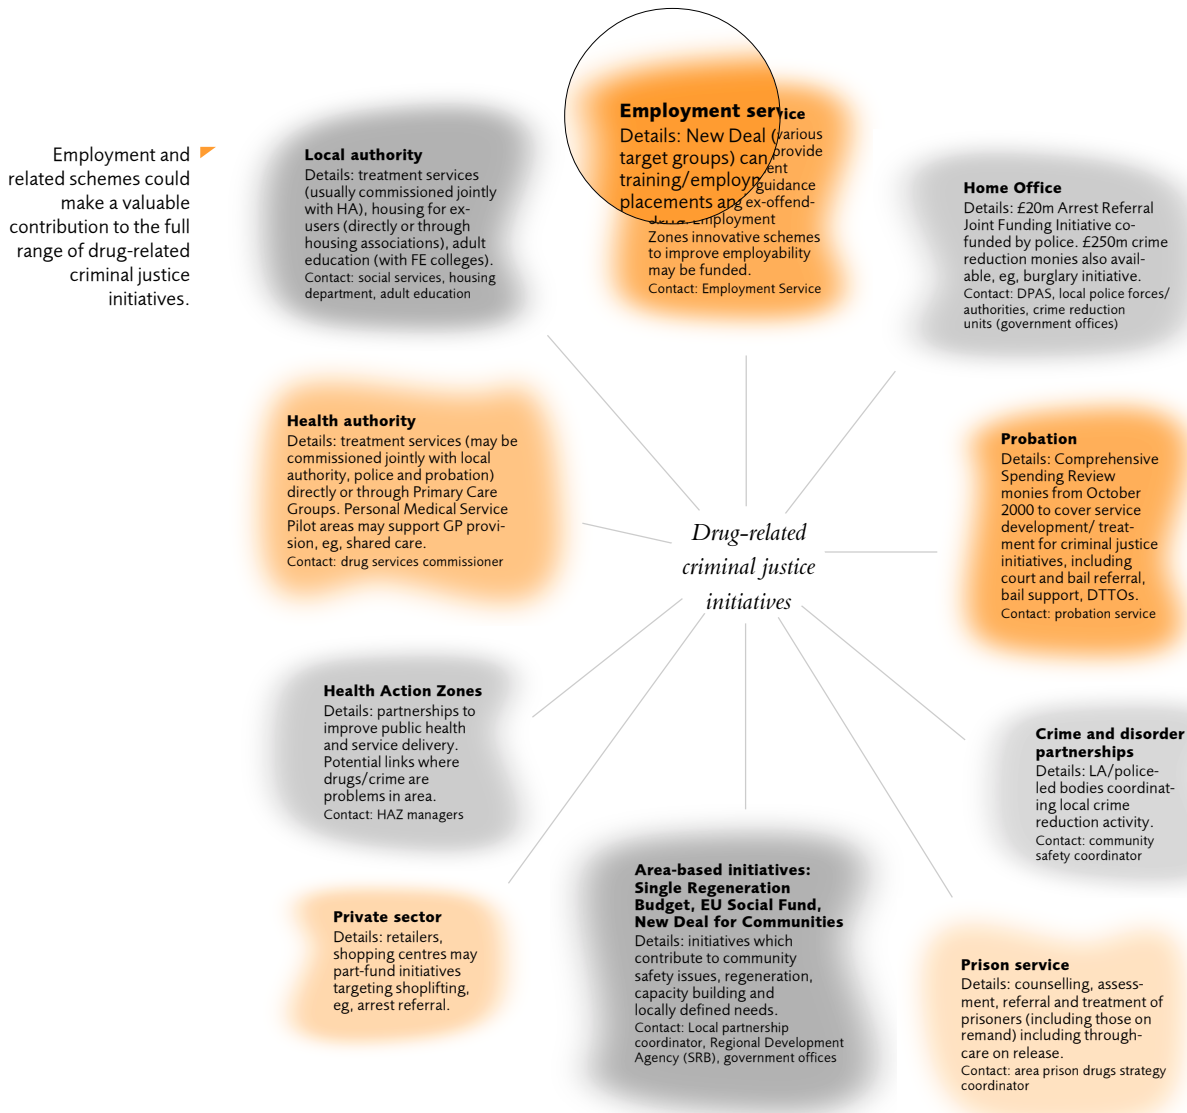 Employment and
related schemes could
make a valuable
contribution to the full
range of drug-related
criminal justice
initiatives.
Local authority
Details: treatment services
(usually commissioned jointly
with HA), housing for ex-
users (directly or through
housing associations), adult
education (with FE colleges).
Contact: social services, housing
department, adult education
Employment service
Details: New Deal (various
target groups) can provide
training/employment
placements and guidance
ex-offend-
Employment
Zones innovative schemes
to improve employability
may be funded.
Contact: Employment Service
Home Office
Details: £20m Arrest Referral
Joint Funding Initiative co-
funded by police. £250m crime
reduction monies also avail-
able, eg, burglary initiative.
Contact: DPAS, local police forces/
authorities, crime reduction
units (government offices)
Health authority
Details: treatment services (may be
commissioned jointly with local
authority, police and probation)
directly or through Primary Care
Groups. Personal Medical Service
Pilot areas may support GP provi-
sion, eg, shared care.
Contact: drug services commissioner
Drug-related
criminal justice
initiatives
Probation
Details: Comprehensive
Spending Review
monies from October
2000 to cover service
development/ treat-
ment for criminal justice
initiatives, including
court and bail referral,
bail support, DTTOs.
Contact: probation service
Health Action Zones
Details: partnerships to
improve public health
and service delivery.
Potential links where
drugs/crime are
problems in area.
Contact: HAZ managers
Crime and disorder
partnerships
Details: LA/police-
led bodies coordinat-
ing local crime
reduction activity.
Contact: community
safety coordinator
Private sector
Details: retailers,
shopping centres may
part-fund initiatives
targeting shoplifting,
eg, arrest referral.
Area-based initiatives:
Single Regeneration
Budget, EU Social Fund,
New Deal for Communities
Details: initiatives which
contribute to community
safety issues, regeneration,
capacity building and
locally defined needs.
Contact: Local partnership
coordinator, Regional Development
Agency (SRB), government offices
Prison service
Details: counselling, assess-
ment, referral and treatment of
prisoners (including those on
remand) including through-
care on release.
Contact: area prison drugs strategy
coordinator